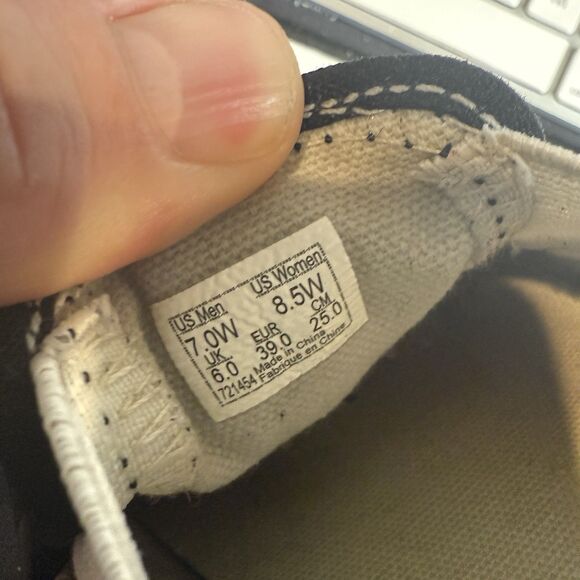 US Men US Women
7.0W 8.5W
UK EUR CM
6.0 39.0 25.0
721454 Made in China
Fabrique en Chine